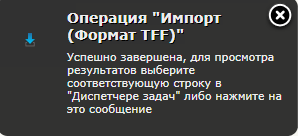 Операция "Импорт
(Формат TFF)"
Успешно завершена, для просмотра
результатов выберите
соответствующую строку в
"Диспетчере задач" либо нажмите на
это сообщение